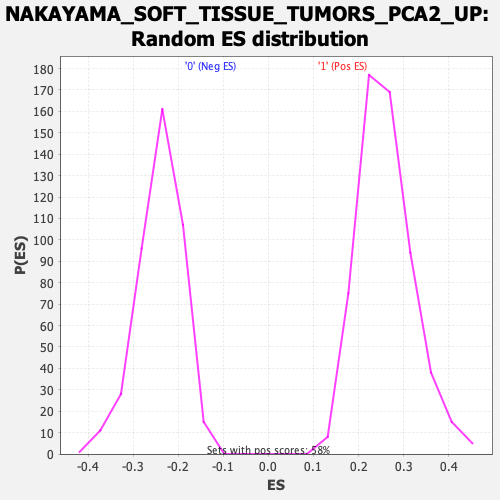 NAKAYAMA_SOFT_TISSUE_TUMORS_PCA2_UP:
Random ES distribution
'0' (Neg ES) '1' (Pos ES)
180
170
160
150
140
130
120
110
100
90
80
70
60
50
40
30
20
10
0
P(ES)
Sets with pos scores: 58%
-0.4 -0.3 -0.2 -0.1 0.0 0.1 0.2 0.3 0.4
ES